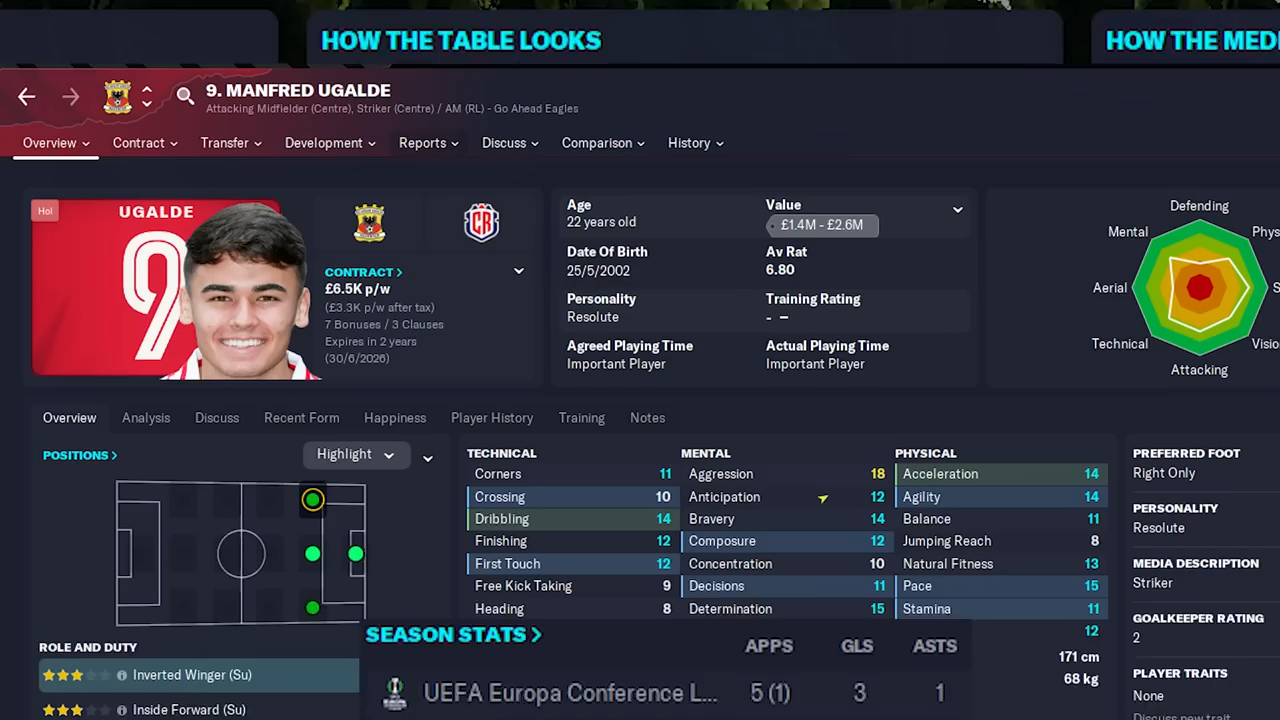 HOW THE TABLE LOOKS
HOW THE MEDI
9. MANFRED UGALDE
Attacking Midfielder (Centre), Striker (Centre) / AM (RL) - Go Ahead Eagles
Overview Contract Transfer Development Reports Discuss Comparison History
Hol
UGALDE
9
CR
CONTRACT >
£6.5K p/w
(£3.3K p/w after tax)
7 Bonuses / 3 Clauses
Expires in 2 years
(30/6/2026)
Age
22 years old
Value
£1.4M - £2.6M
Date Of Birth
25/5/2002
Av Rat
6.80
Personality
Resolute
Training Rating
- –
Agreed Playing Time
Important Player
Actual Playing Time
Important Player
Defending
Mental
Phys
Aerial
S
Technical
Visio
Attacking
Overview Analysis Discuss Recent Form Happiness Player History Training Notes
POSITIONS >
Highlight
ROLE AND DUTY
Inverted Winger (Su)
Inside Forward (Su)
TECHNICAL
Corners 11
Crossing 10
Dribbling 14
Finishing 12
First Touch 12
Free Kick Taking 9
Heading 8
MENTAL
Aggression 18
Anticipation 12
Bravery 14
Composure 12
Concentration 10
Decisions 11
Determination 15
PHYSICAL
Acceleration 14
Agility 14
Balance 11
Jumping Reach 8
Natural Fitness 13
Pace 15
Stamina 11
12
171 cm
68 kg
PREFERRED FOOT
Right Only
PERSONALITY
Resolute
MEDIA DESCRIPTION
Striker
GOALKEEPER RATING
2
PLAYER TRAITS
None
Discuss new trait
SEASON STATS > APPS GLS ASTS
UEFA Europa Conference L... 5 (1) 3 1